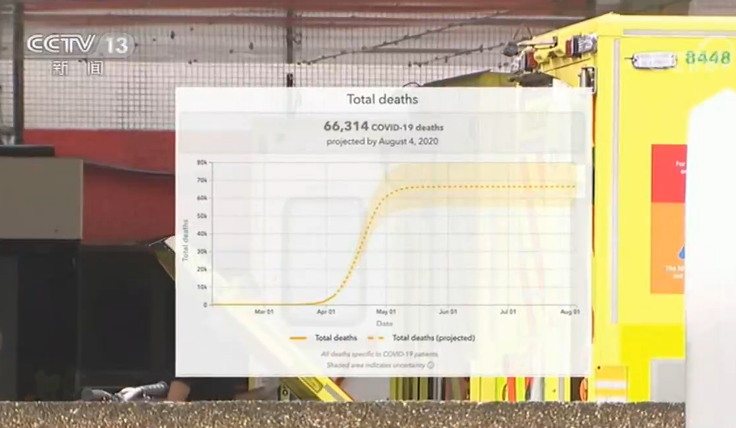 CCTV 13
新闻
8448
Total deaths
66,314 COVID-19 deaths
projected by August 4, 2020
80k
70k
60k
50k
40k
30k
20k
10k
0
Total deaths
Mar 01
Apr 01
May 01
Jun 01
Jul 01
Aug 01
Date
Total deaths
Total deaths (projected)
All deaths specific to COVID-19 patients
Shaded area indicates uncertainty